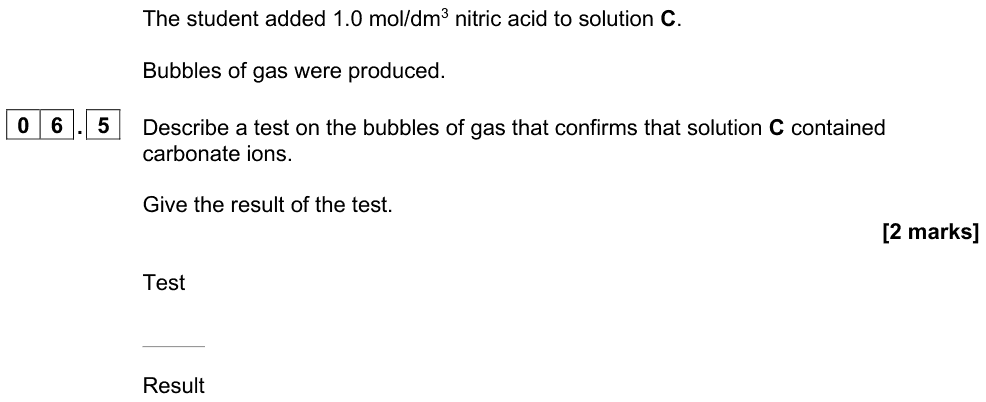 The student added 1.0 mol/dm³ nitric acid to solution C.
Bubbles of gas were produced.
0 6 . 5 Describe a test on the bubbles of gas that confirms that solution C contained
carbonate ions.
Give the result of the test.
[2 marks]
Test
Result